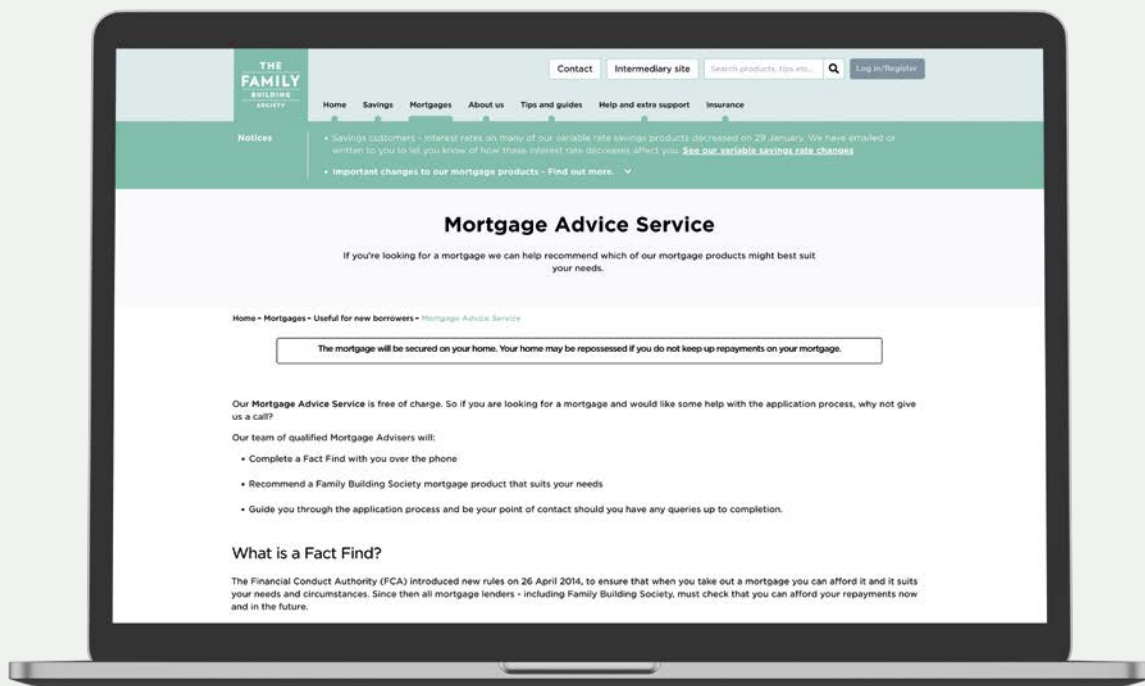 THE
FAMILY
BUILDING
SOCIETY
Contact
Intermediary site
Search products, tips etc...
Log in/Register
Home
Savings
Mortgages
About us
Tips and guides
Help and extra support
Insurance
Notices
• Savings customers - Interest rates on many of our variable rate savings products decreased on 29 January. We have emailed or
written to you to let you know of how these interest rate decreases affect you. See our variable savings rate changes
• Important changes to our mortgage products - Find out more.
Mortgage Advice Service
If you're looking for a mortgage we can help recommend which of our mortgage products might best suit
your needs.
Home - Mortgages - Useful for new borrowers - Mortgage Advice Service
The mortgage will be secured on your home. Your home may be repossessed if you do not keep up repayments on your mortgage.
Our Mortgage Advice Service is free of charge. So if you are looking for a mortgage and would like some help with the application process, why not give
us a call?
Our team of qualified Mortgage Advisers will:
• Complete a Fact Find with you over the phone
• Recommend a Family Building Society mortgage product that suits your needs
• Guide you through the application process and be your point of contact should you have any queries up to completion.
What is a Fact Find?
The Financial Conduct Authority (FCA) introduced new rules on 26 April 2014, to ensure that when you take out a mortgage you can afford it and it suits
your needs and circumstances. Since then all mortgage lenders - including Family Building Society, must check that you can afford your repayments now
and in the future.